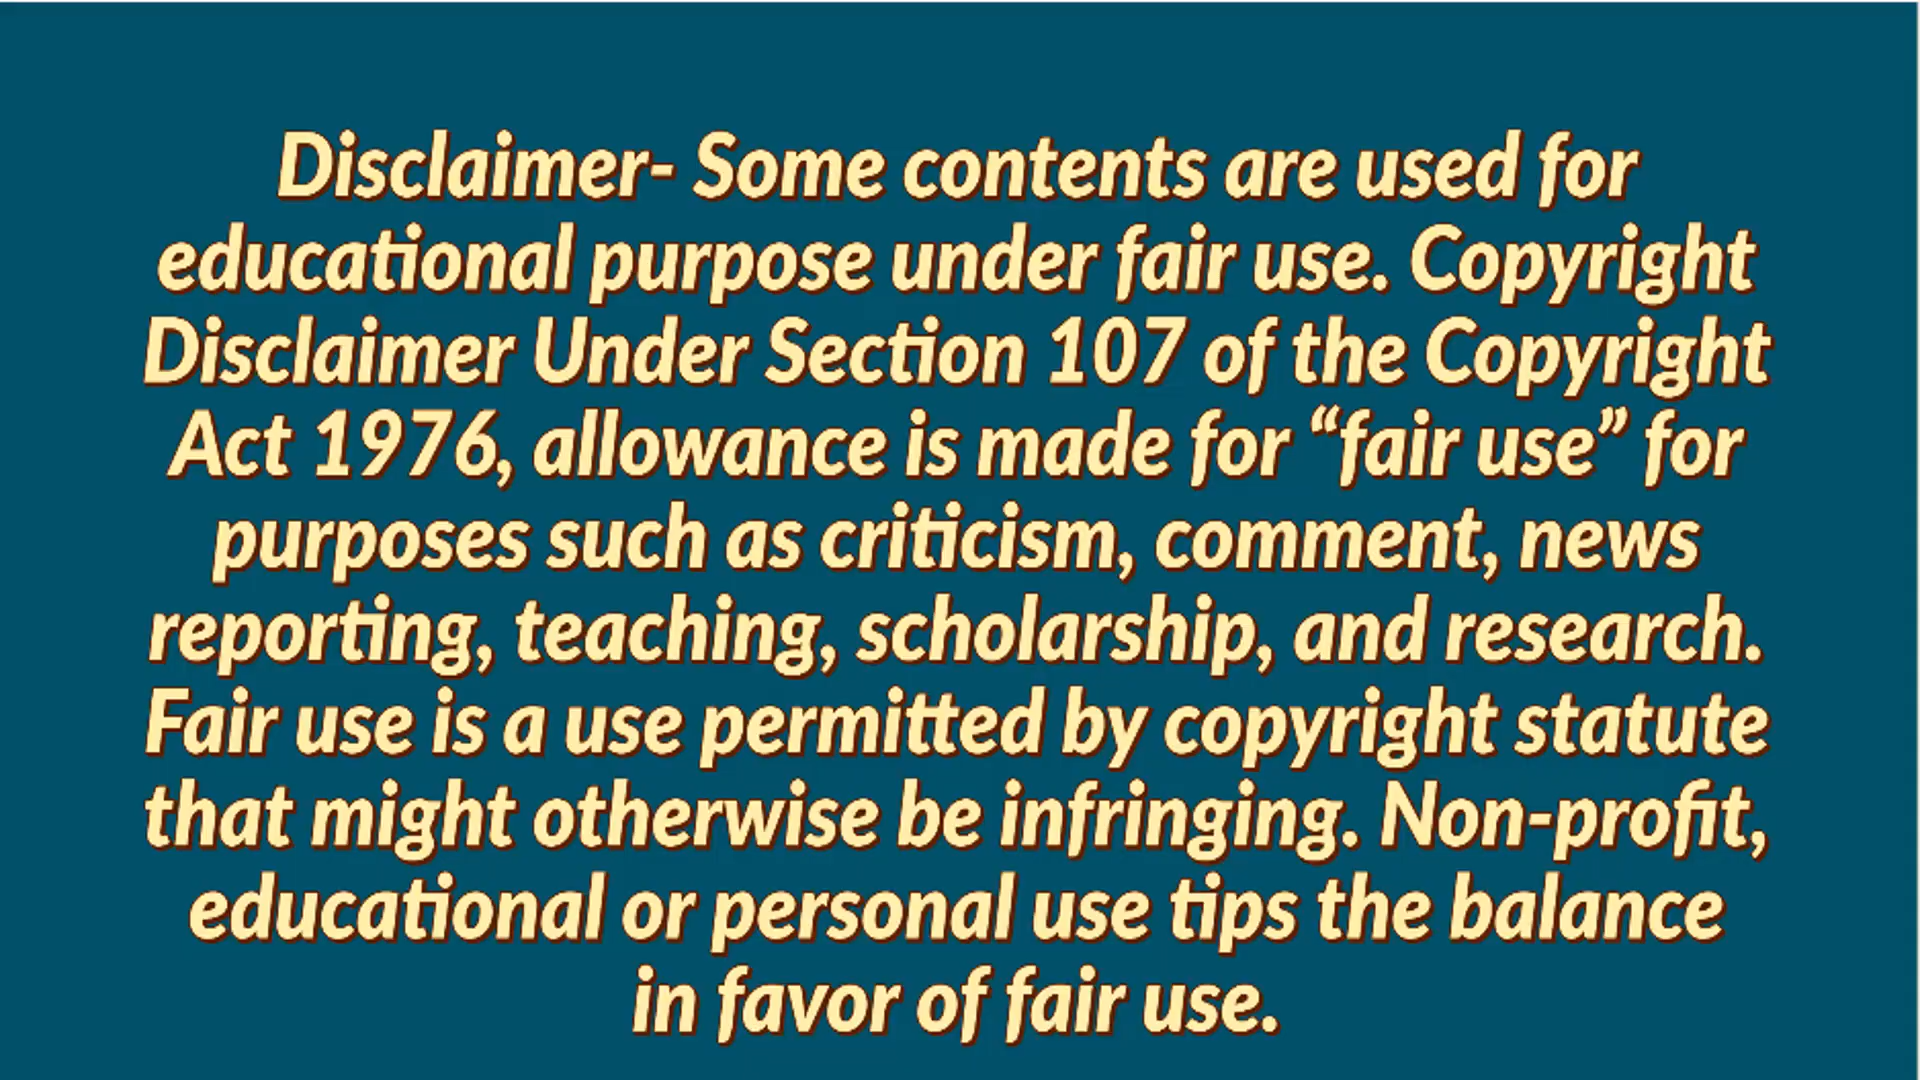 Disclaimer- Some contents are used for
educational purpose under fair use. Copyright
Disclaimer Under Section 107 of the Copyright
Act 1976, allowance is made for “fair use” for
purposes such as criticism, comment, news
reporting, teaching, scholarship, and research.
Fair use is a use permitted by copyright statute
that might otherwise be infringing. Non-profit,
educational or personal use tips the balance
in favor of fair use.